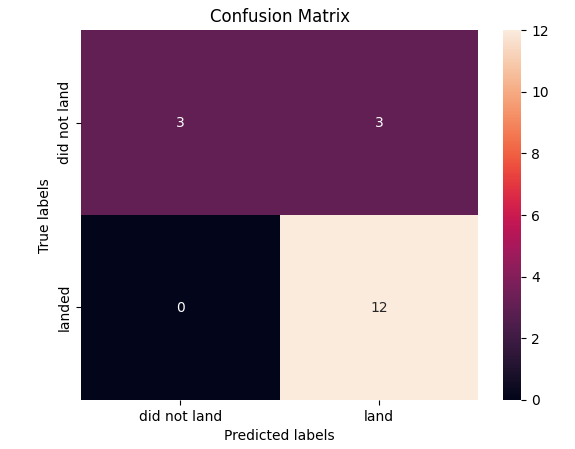 Confusion Matrix
True labels
did not land
landed
3
3
0
12
did not land
land
Predicted labels
12
10
8
6
4
2
0